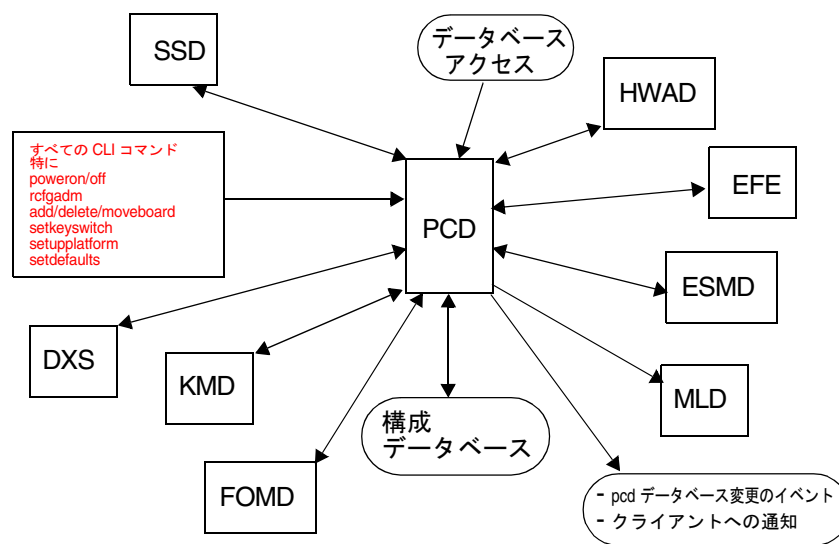 SSD
データベース
アクセス
HWAD
すべての CLI コマンド
特に
poweron/off
rcfgadm
add/delete/moveboard
setkeyswitch
setupplatform
setdefaults
PCD
EFE
ESMD
DXS
KMD
MLD
構成
データベース
FOMD
- pcd データベース変更のイベント
- クライアントへの通知